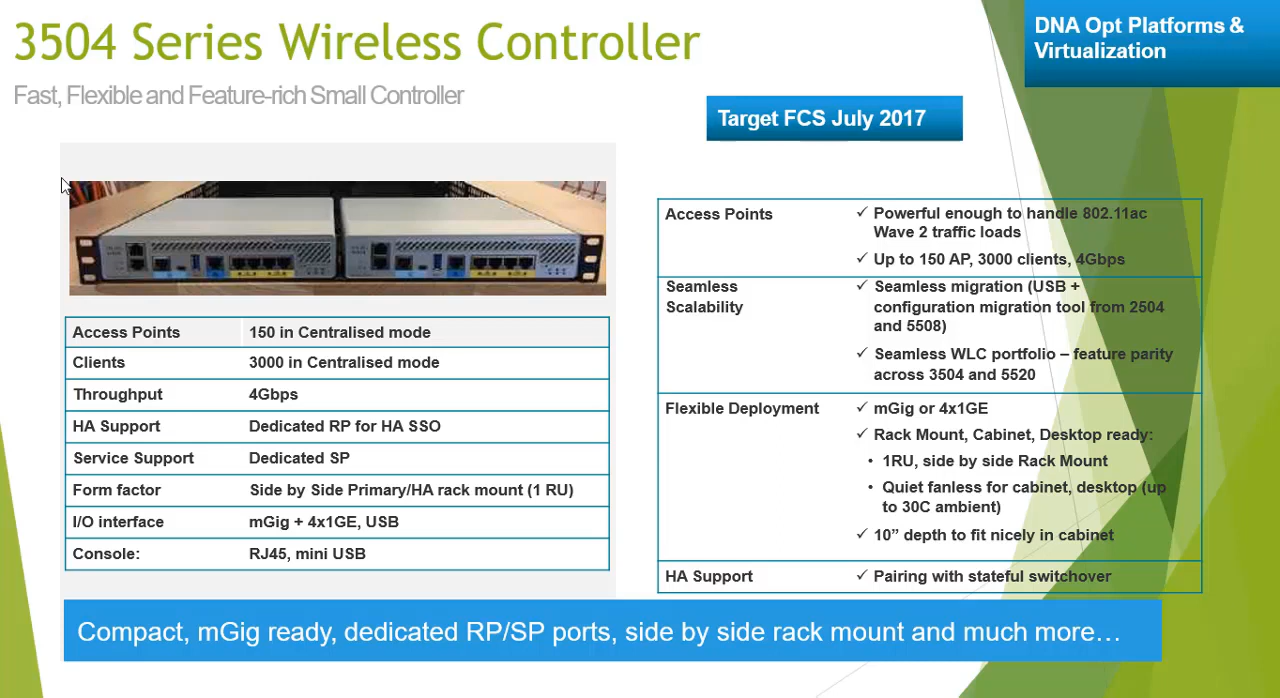 3504 Series Wireless Controller
Fast, Flexible and Feature-rich Small Controller
DNA Opt Platforms &
Virtualization
Target FCS July 2017
Access Points 150 in Centralised mode
Clients 3000 in Centralised mode
Throughput 4Gbps
HA Support Dedicated RP for HA SSO
Service Support Dedicated SP
Form factor Side by Side Primary/HA rack mount (1 RU)
I/O interface mGig + 4x1GE, USB
Console: RJ45, mini USB
Access Points ✓ Powerful enough to handle 802.11ac
Wave 2 traffic loads
✓ Up to 150 AP, 3000 clients, 4Gbps
Seamless ✓ Seamless migration (USB +
Scalability configuration migration tool from 2504
and 5508)
✓ Seamless WLC portfolio – feature parity
across 3504 and 5520
Flexible Deployment ✓ mGig or 4x1GE
✓ Rack Mount, Cabinet, Desktop ready:
• 1RU, side by side Rack Mount
• Quiet fanless for cabinet, desktop (up
to 30C ambient)
✓ 10” depth to fit nicely in cabinet
HA Support ✓ Pairing with stateful switchover
Compact, mGig ready, dedicated RP/SP ports, side by side rack mount and much more…